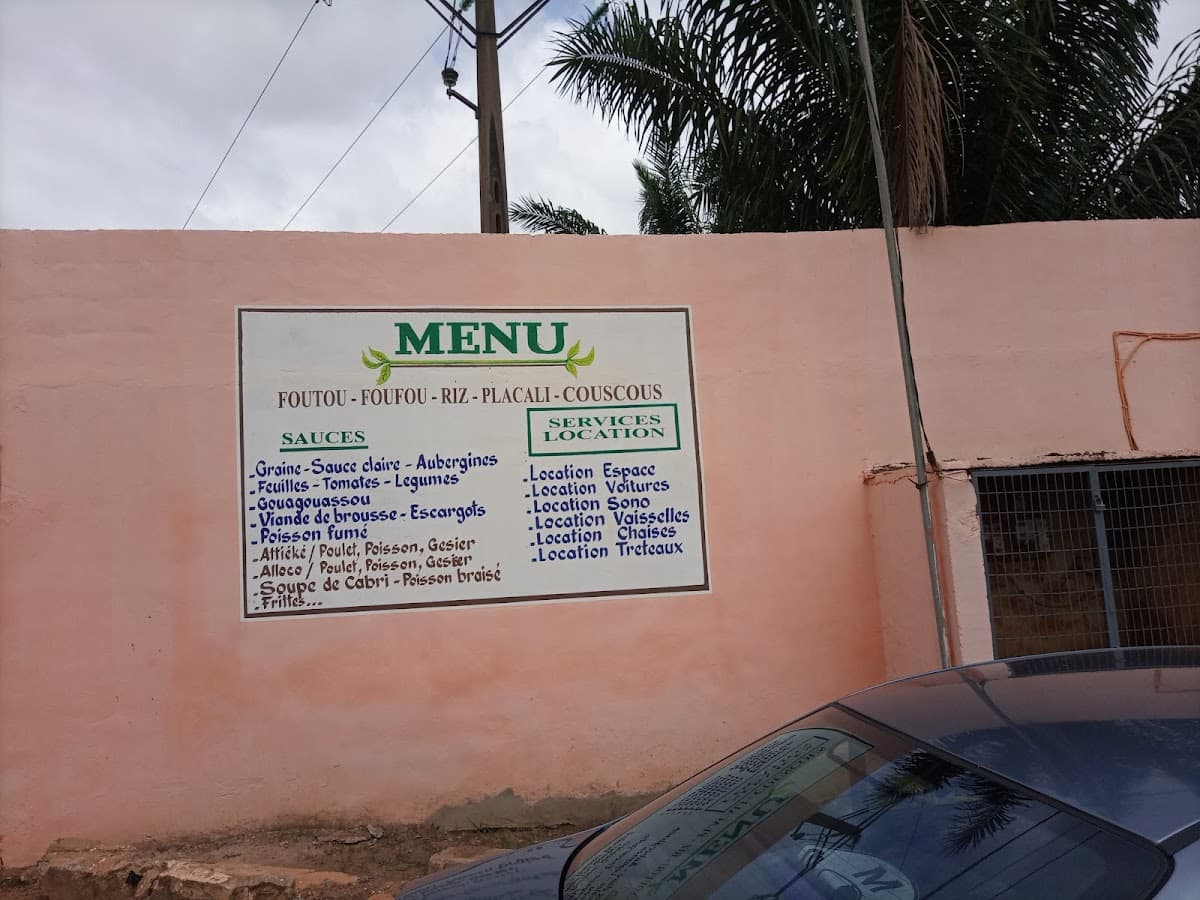 MENU
FOUTOU - FOUFOU - RIZ - PLACALI - COUSCOUS
SAUCES
- Graine - Sauce claire - Aubergines
- Feuilles - Tomates - Legumes
- Gouagouassou
- Viande de brousse - Escargots
- Poisson fumé
- Attiéké / Poulet, Poisson, Gesier
- Alloco / Poulet, Poisson, Gesier
- Soupe de Cabri - Poisson braisé
- Frittes...
SERVICES
LOCATION
- Location Espace
- Location Voitures
- Location Sono
- Location Vaisselles
- Location Chaises
- Location Treteaux
MENU